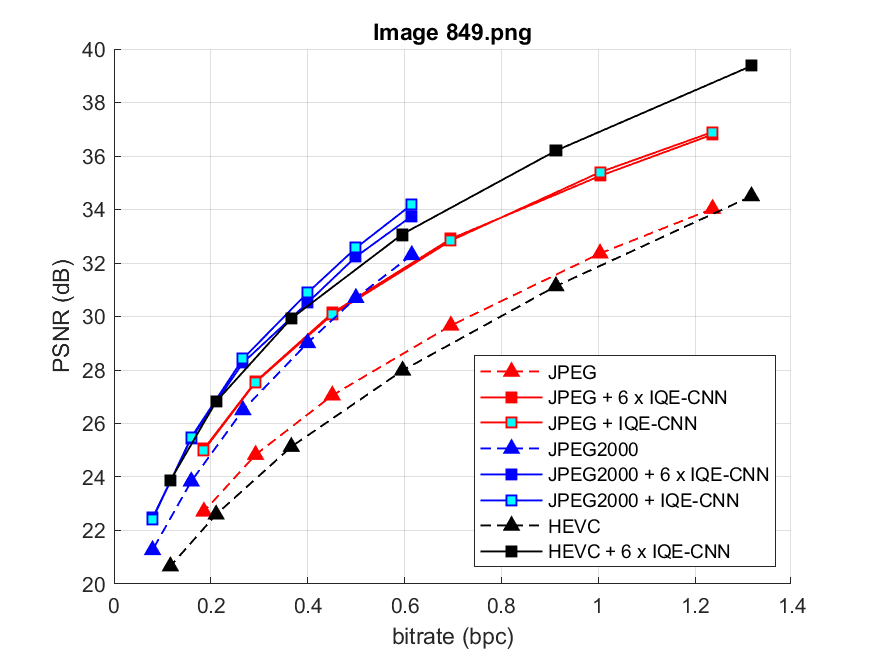 Image 849.png
40
38
36
34
32
30
28
26
24
22
20
PSNR (dB)
JPEG
JPEG + 6 x IQE-CNN
JPEG + IQE-CNN
JPEG2000
JPEG2000 + 6 x IQE-CNN
JPEG2000 + IQE-CNN
HEVC
HEVC + 6 x IQE-CNN
0 0.2 0.4 0.6 0.8 1 1.2 1.4
bitrate (bpc)